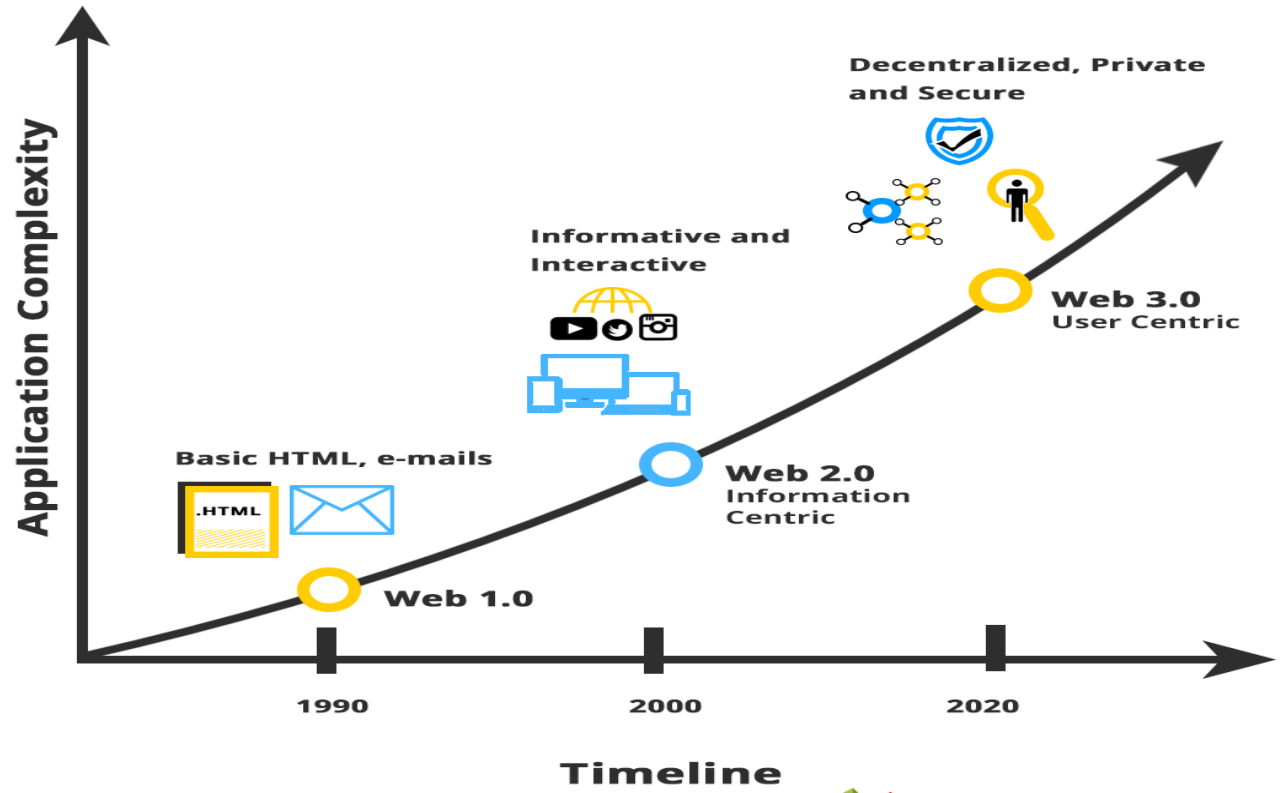 Decentralized, Private
and Secure
Application Complexity
Informative and
Interactive
Web 3.0
User Centric
Basic HTML, e-mails
Web 2.0
Information
Centric
.HTML
Web 1.0
1990
2000
2020
Timeline